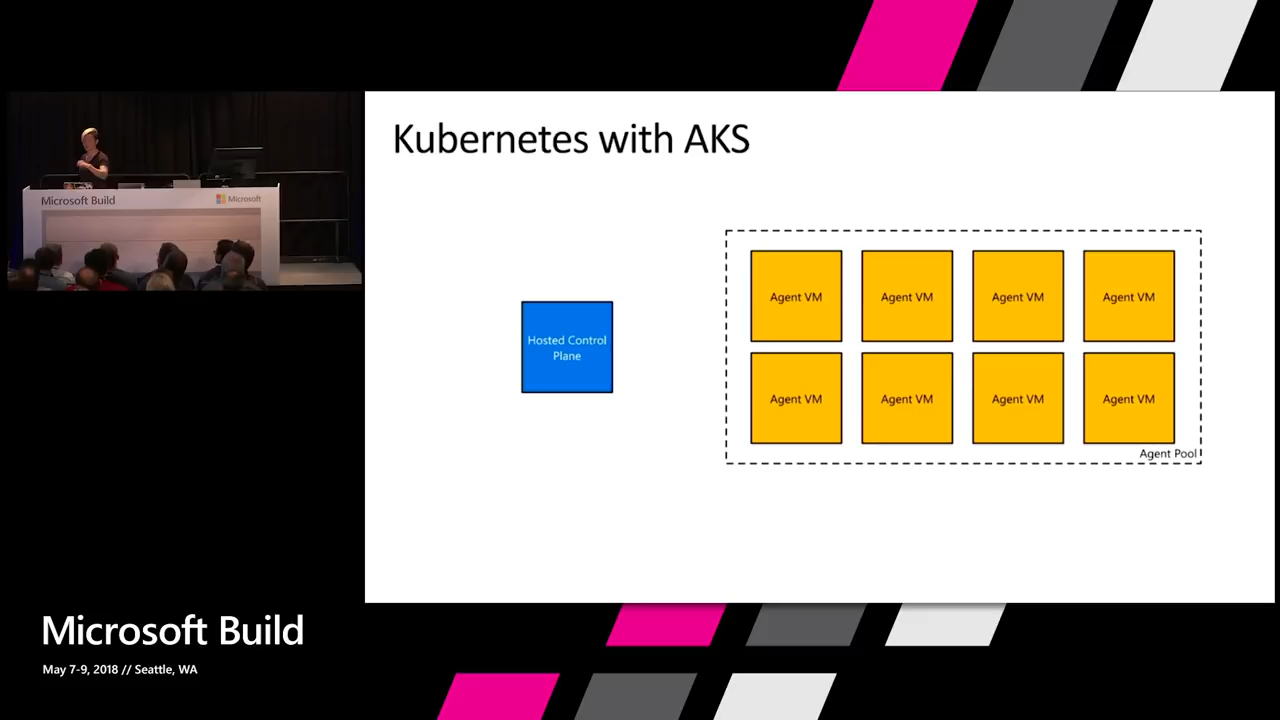 Microsoft Build
Microsoft
Kubernetes with AKS
Hosted Control
Plane
Agent VM
Agent VM
Agent VM
Agent VM
Agent VM
Agent VM
Agent VM
Agent VM
Agent Pool
Microsoft Build
May 7-9, 2018 // Seattle, WA